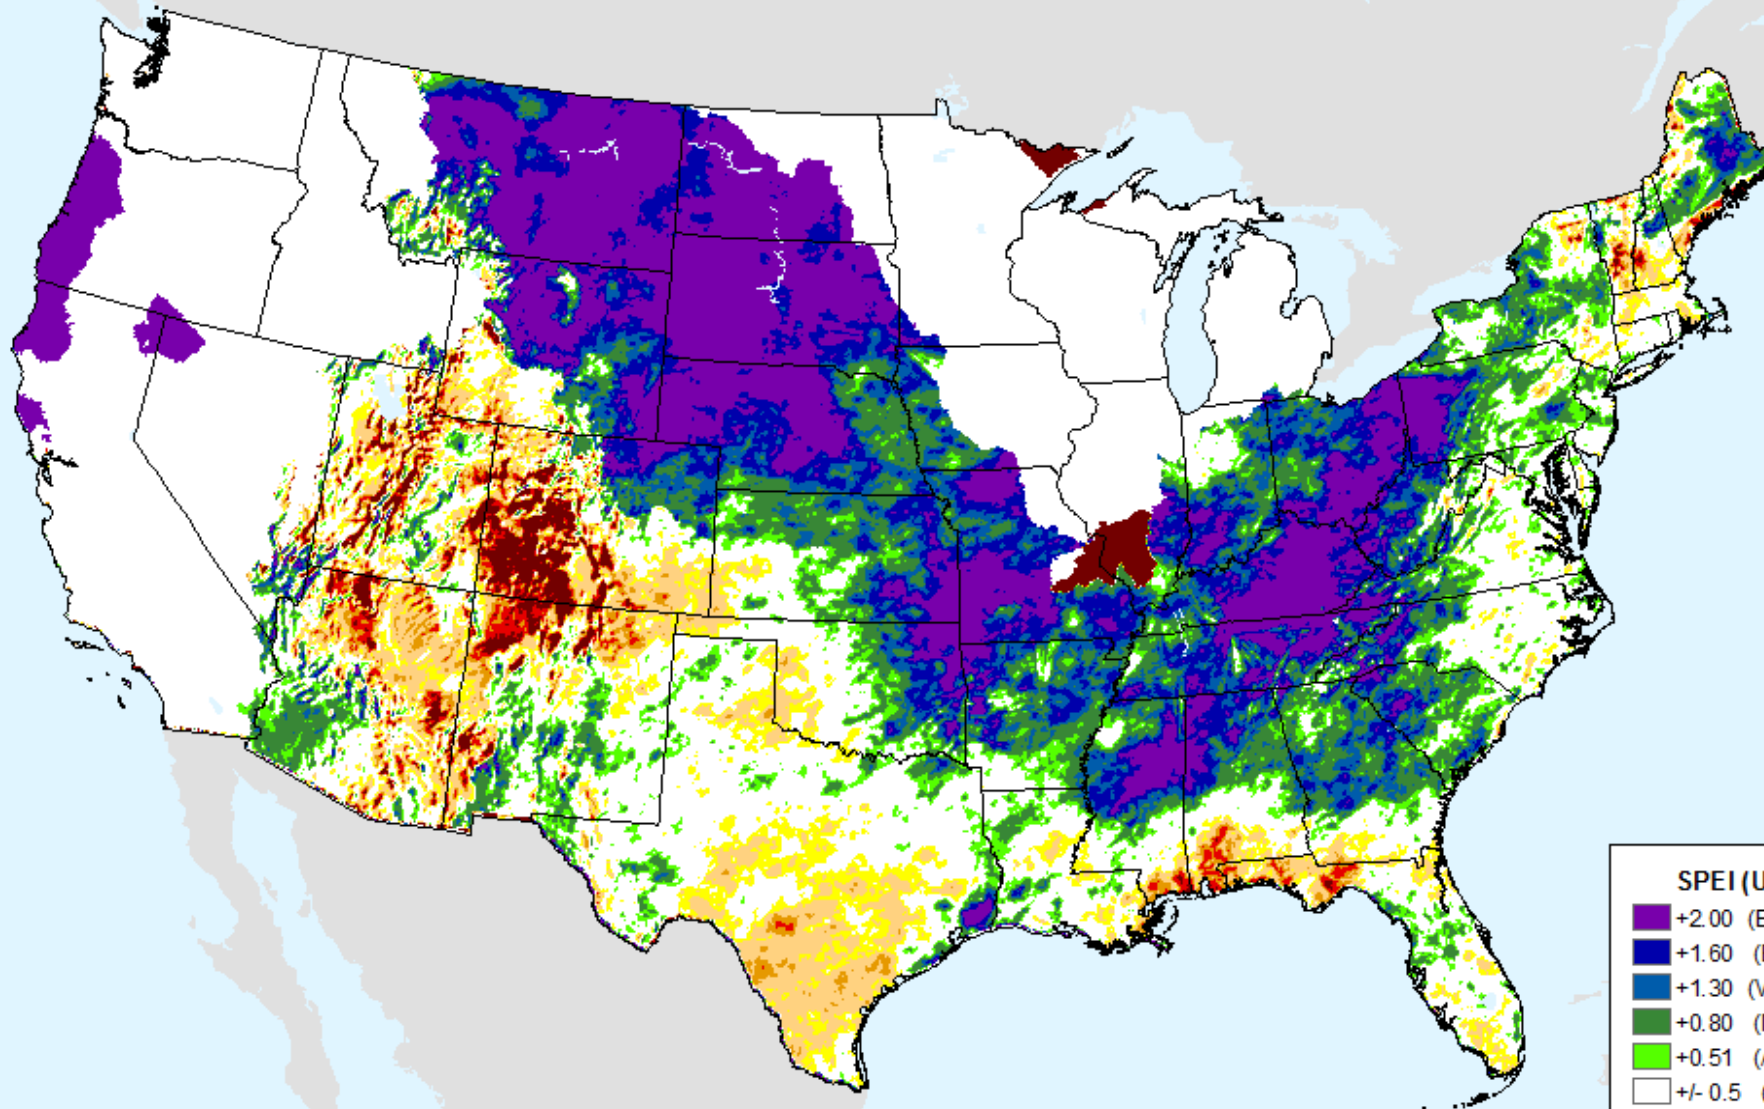 SPEI (U
+2.00 (E
+1.60 (
+1.30 (V
+0.80 (
+0.51 (
+/- 0.5 (